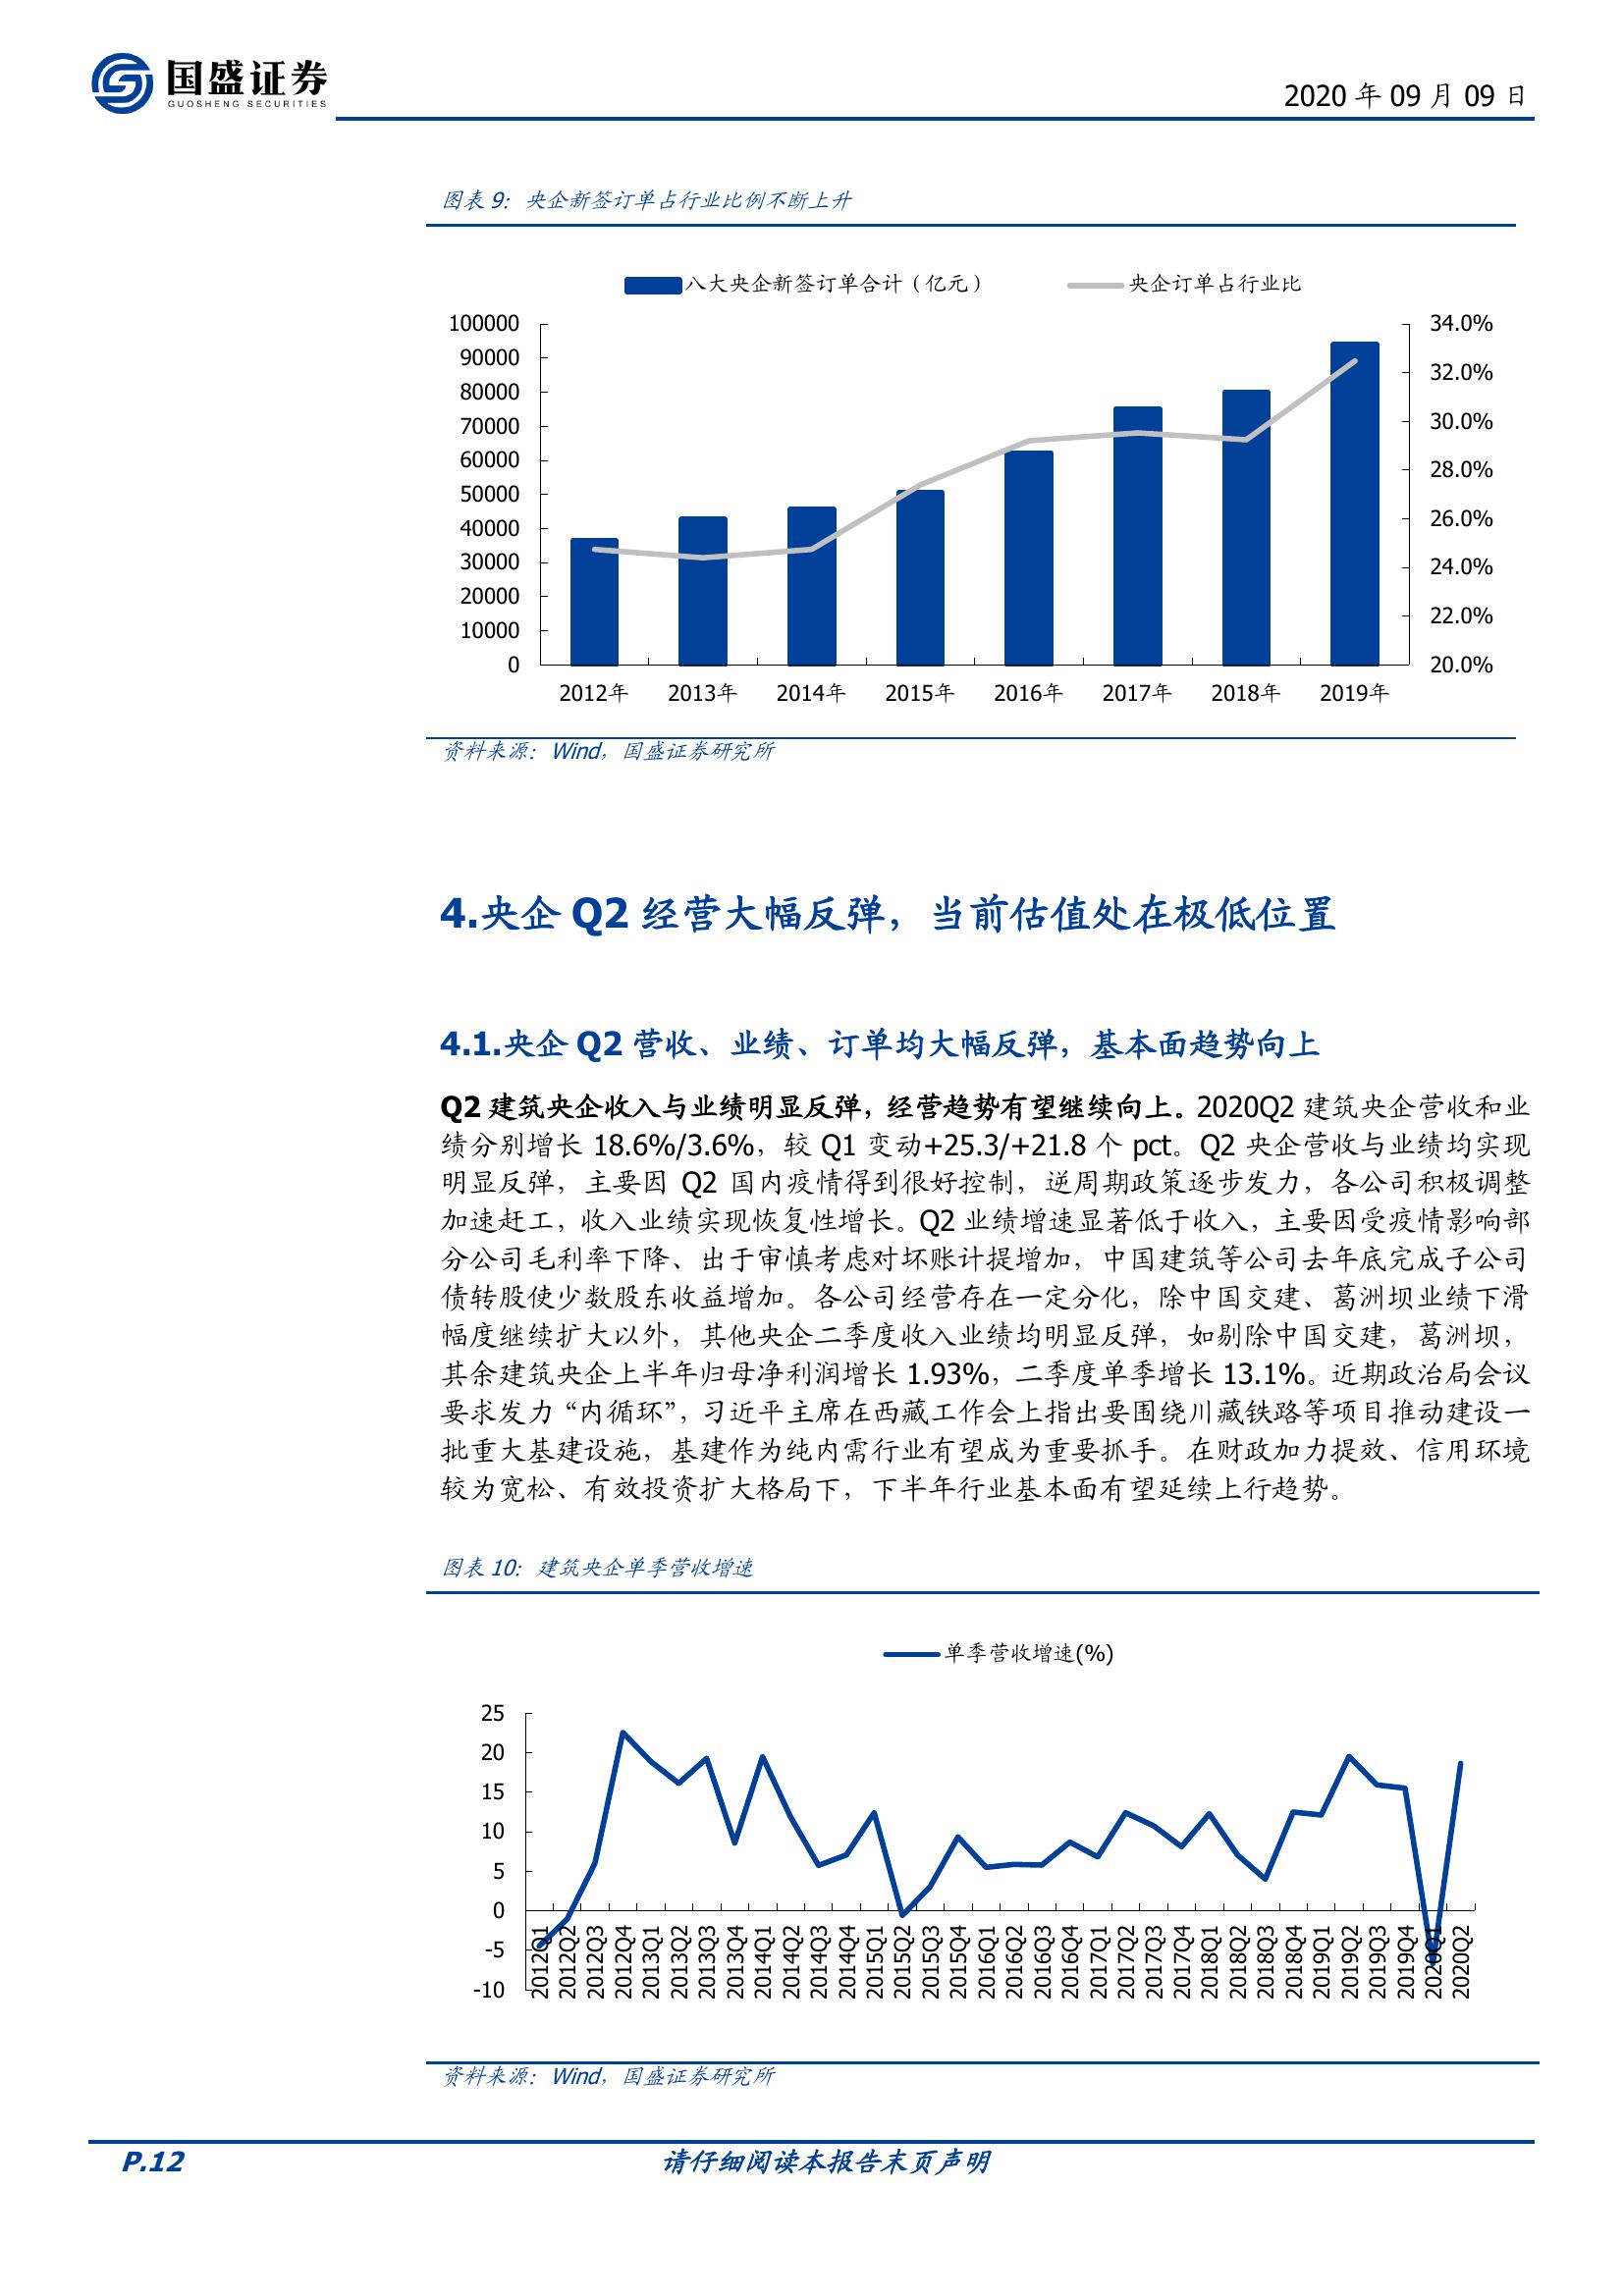 国盛证券
GUOSHENG SECURITIES
2020 年 09 月 09 日
图表 9：央企新签订单占行业比例不断上升
八大央企新签订单合计（亿元）
央企订单占行业比
100000
90000
80000
70000
60000
50000
40000
30000
20000
10000
0
34.0%
32.0%
30.0%
28.0%
26.0%
24.0%
22.0%
20.0%
2012年 2013年 2014年 2015年 2016年 2017年 2018年 2019年
资料来源：Wind，国盛证券研究所
4.央企 Q2 经营大幅反弹，当前估值处在极低位置
4.1.央企 Q2 营收、业绩、订单均大幅反弹，基本面趋势向上
Q2 建筑央企收入与业绩明显反弹，经营趋势有望继续向上。2020Q2 建筑央企营收和业
绩分别增长 18.6%/3.6%，较 Q1 变动+25.3/+21.8 个 pct。Q2 央企营收与业绩均实现
明显反弹，主要因 Q2 国内疫情得到很好控制，逆周期政策逐步发力，各公司积极调整
加速赶工，收入业绩实现恢复性增长。Q2 业绩增速显著低于收入，主要因受疫情影响部
分公司毛利率下降、出于审慎考虑对坏账计提增加，中国建筑等公司去年底完成子公司
债转股使少数股东收益增加。各公司经营存在一定分化，除中国交建、葛洲坝业绩下滑
幅度继续扩大以外，其他央企二季度收入业绩均明显反弹，如剔除中国交建，葛洲坝，
其余建筑央企上半年归母净利润增长 1.93%，二季度单季增长 13.1%。近期政治局会议
要求发力“内循环”，习近平主席在西藏工作会上指出要围绕川藏铁路等项目推动建设一
批重大基建设施，基建作为纯内需行业有望成为重要抓手。在财政加力提效、信用环境
较为宽松、有效投资扩大格局下，下半年行业基本面有望延续上行趋势。
图表 10：建筑央企单季营收增速
单季营收增速(%)
25
20
15
10
5
0
-5
-10
2012Q1 2012Q2 2012Q3 2012Q4 2013Q1 2013Q2 2013Q3 2013Q4 2014Q1 2014Q2 2014Q3 2014Q4 2015Q1 2015Q2 2015Q3 2015Q4 2016Q1 2016Q2 2016Q3 2016Q4 2017Q1 2017Q2 2017Q3 2017Q4 2018Q1 2018Q2 2018Q3 2018Q4 2019Q1 2019Q2 2019Q3 2019Q4 2020Q1 2020Q2
资料来源：Wind，国盛证券研究所
P.12
请仔细阅读本报告末页声明